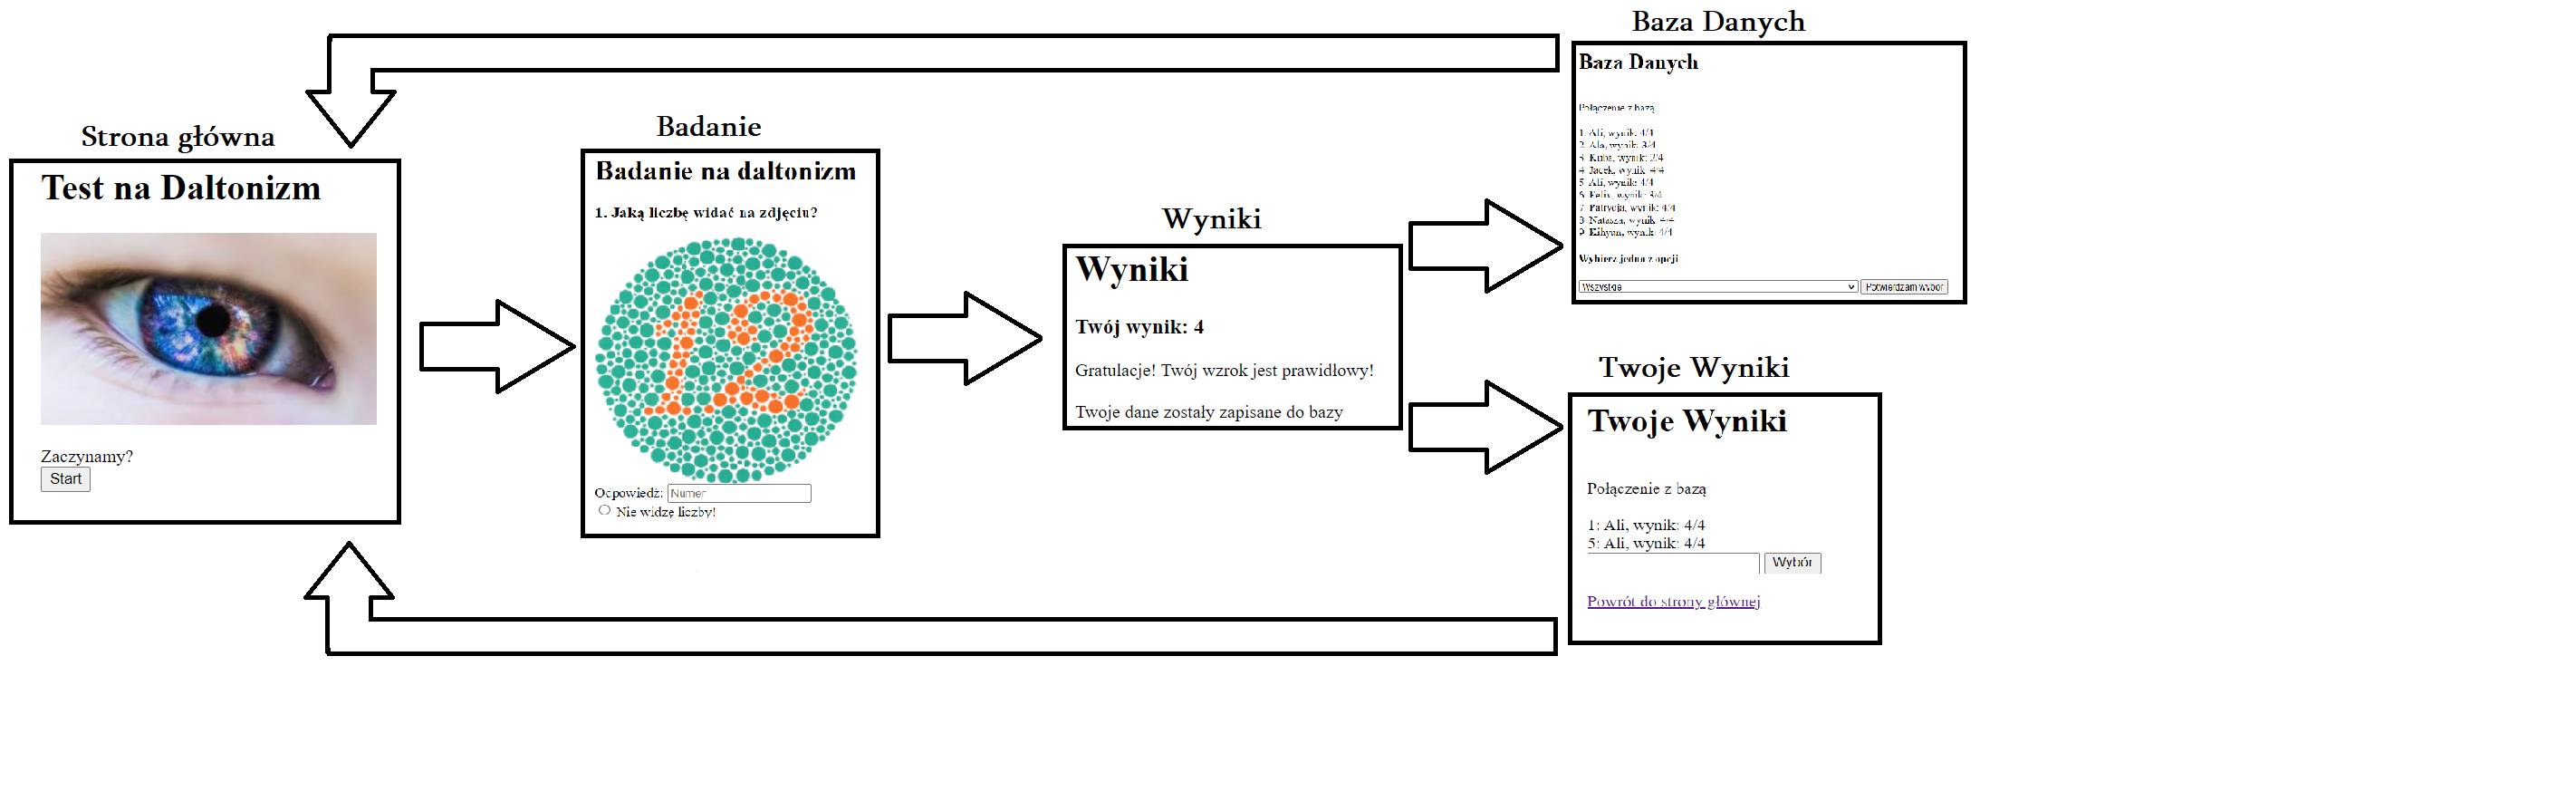 Strona główna
Test na Daltonizm
Zaczynamy?
Start
Badanie
Badanie na daltonizm
1. Jaką liczbę widać na zdjęciu?
12
Odpowiedź: Numer
Nie widzę liczby!
Wyniki
Wyniki
Twój wynik: 4
Gratulacje! Twój wzrok jest prawidłowy!
Twoje dane zostały zapisane do bazy
Baza Danych
Baza Danych
Połączenie z bazą
1 Ali, wynik: 4/4
2 Ala, wynik: 3/4
3 Kuba, wynik: 2/4
4 Jacek, wynik: 4/4
5 Ali, wynik: 4/4
6 Felix, wynik: 3/4
7 Patrycja, wynik: 4/4
8 Natasza, wynik: 4/4
9 Kihyun, wynik: 4/4
Wybierz jedną z opcji
Wszystkie Potwierdzam wybór
Twoje Wyniki
Twoje Wyniki
Połączenie z bazą
1: Ali, wynik: 4/4
5: Ali, wynik: 4/4
Wybór
Powrót do strony głównej